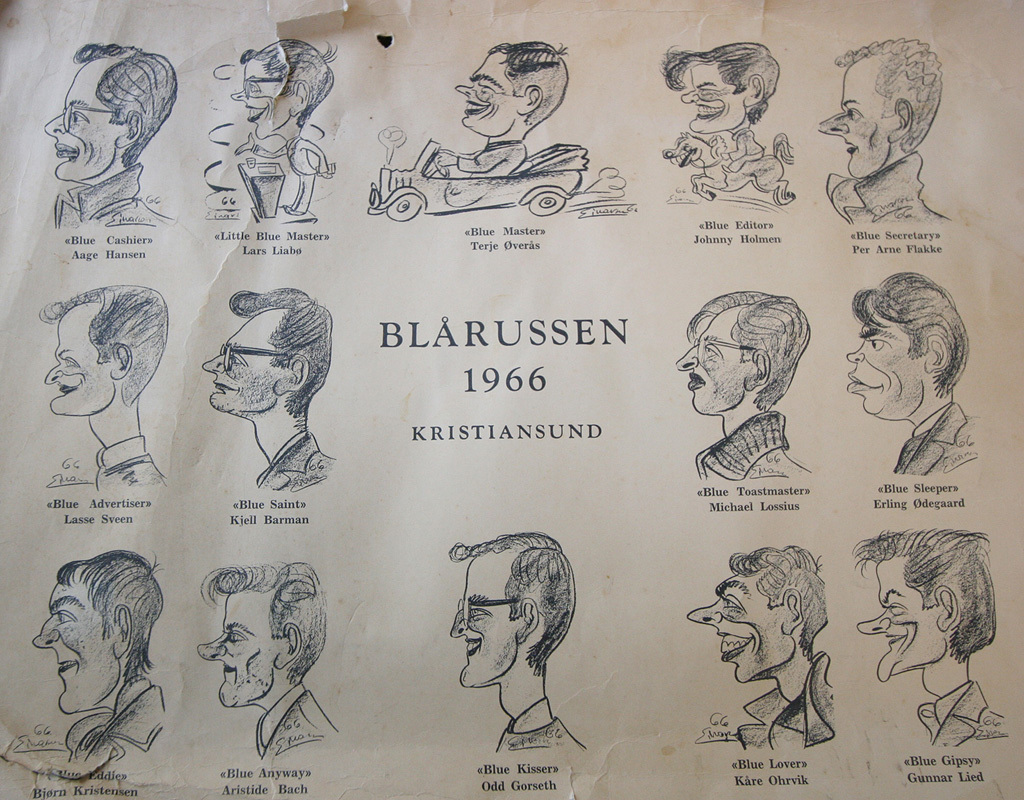 «Blue Cashier»
Aage Hansen
«Little Blue Master»
Lars Liabø
«Blue Master»
Terje Øverås
«Blue Editor»
Johnny Holmen
«Blue Secretary»
Per Arne Flakke
BLÅRUSSEN
1966
KRISTIANSUND
«Blue Advertiser»
Lasse Sveen
«Blue Saint»
Kjell Barman
«Blue Toastmaster»
Michael Lossius
«Blue Sleeper»
Erling Ødegaard
«Blue Eddie»
Bjørn Kristensen
«Blue Anyway»
Aristide Bach
«Blue Kisser»
Odd Gorseth
«Blue Lover»
Kåre Ohrvik
«Blue Gipsy»
Gunnar Lied